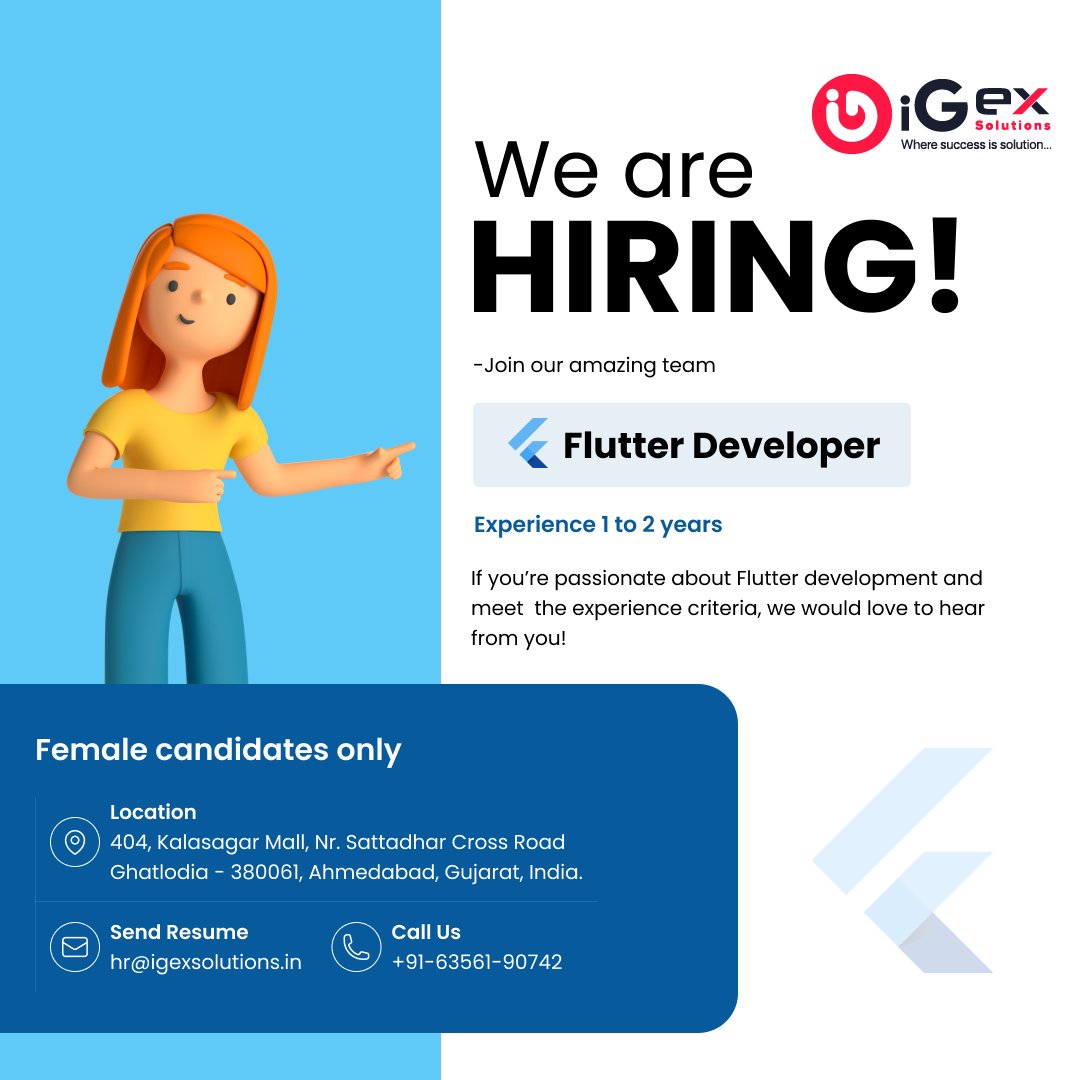 iGex
Solutions
Where success is solution...
We are
HIRING!
-Join our amazing team
Flutter Developer
Experience 1 to 2 years
If you’re passionate about Flutter development and
meet the experience criteria, we would love to hear
from you!
Female candidates only
Location
404, Kalasagar Mall, Nr. Sattadhar Cross Road
Ghatlodia - 380061, Ahmedabad, Gujarat, India.
Send Resume
hr@igexsolutions.in
Call Us
+91-63561-90742